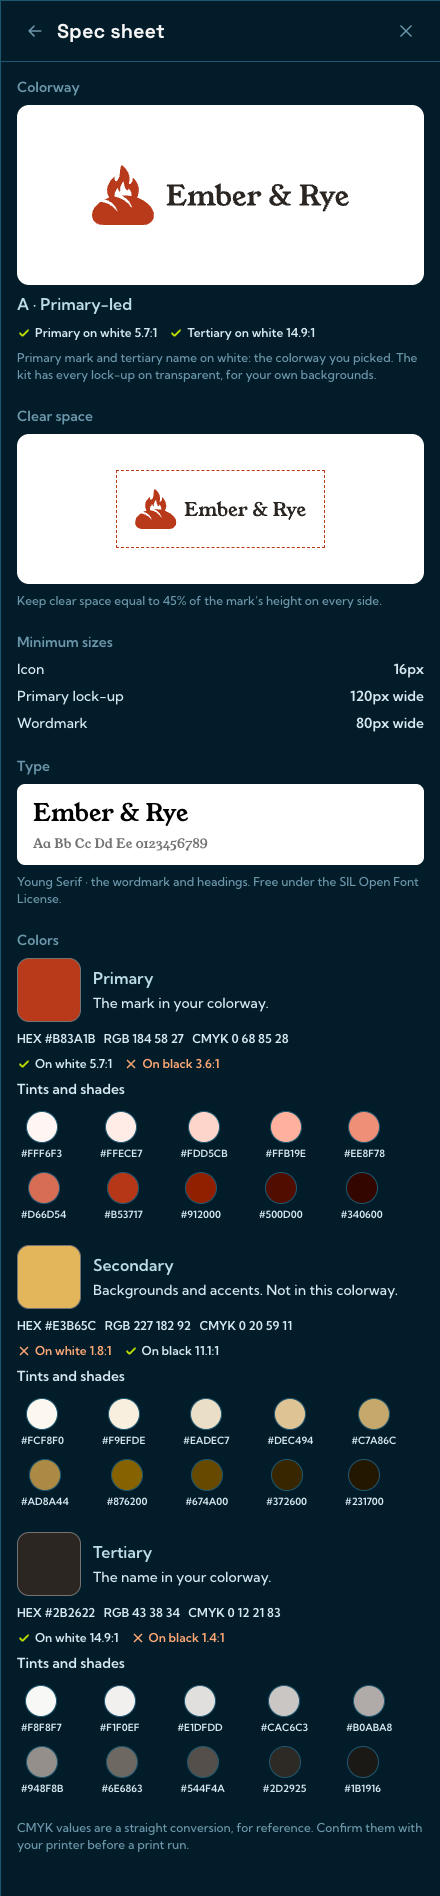 Spec sheet
Colorway
Ember & Rye
A · Primary-led
Primary on white 5.7:1 Tertiary on white 14.9:1
Primary mark and tertiary name on white: the colorway you picked. The
kit has every lock-up on transparent, for your own backgrounds.
Clear space
Ember & Rye
Keep clear space equal to 45% of the mark's height on every side.
Minimum sizes
Icon 16px
Primary lock-up 120px wide
Wordmark 80px wide
Type
Ember & Rye
Aa Bb Cc Dd Ee 0123456789
Young Serif · the wordmark and headings. Free under the SIL Open Font
License.
Colors
Primary
The mark in your colorway.
HEX #B83A1B RGB 184 58 27 CMYK 0 68 85 28
On white 5.7:1 On black 3.6:1
Tints and shades
#FFF6F3 #FFECE7 #FDD5CB #FFB19E #EE8F78
#D66D54 #B53717 #912000 #500D00 #340600
Secondary
Backgrounds and accents. Not in this colorway.
HEX #E3B65C RGB 227 182 92 CMYK 0 20 59 11
On white 1.8:1 On black 11.1:1
Tints and shades
#FCF8F0 #F9EFDE #EADEC7 #DEC494 #C7A86C
#AD8A44 #876200 #674A00 #372600 #231700
Tertiary
The name in your colorway.
HEX #2B2622 RGB 43 38 34 CMYK 0 12 21 83
On white 14.9:1 On black 1.4:1
Tints and shades
#F8F8F7 #F1F0EF #E1DFDD #CAC6C3 #B0ABA8
#948F8B #6E6863 #544F4A #2D2925 #1B1916
CMYK values are a straight conversion, for reference. Confirm them with
your printer before a print run.